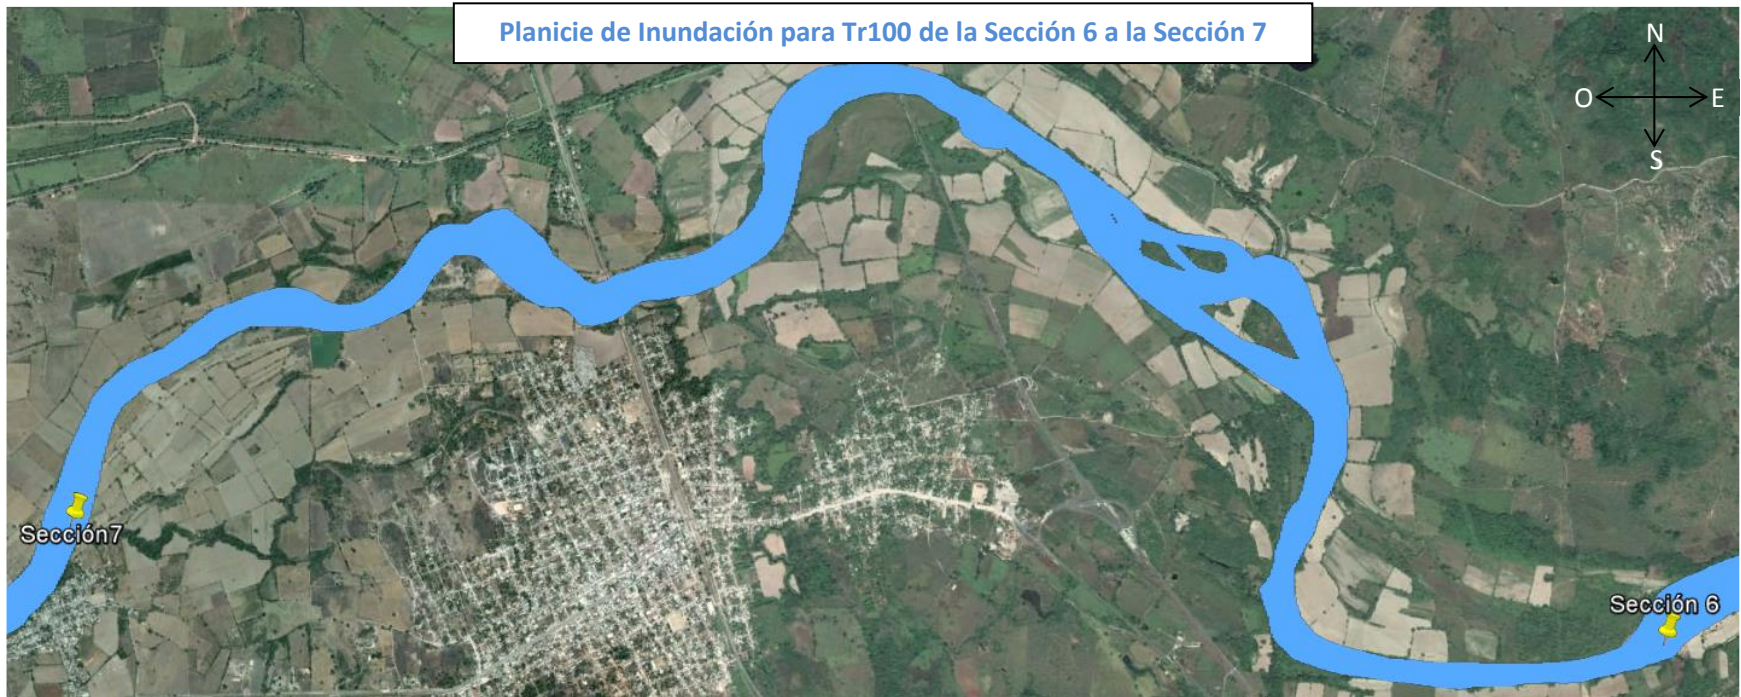 Planicie de Inundación para Tr100 de la Sección 6 a la Sección 7
N
O E
S
Sección7
Sección 6